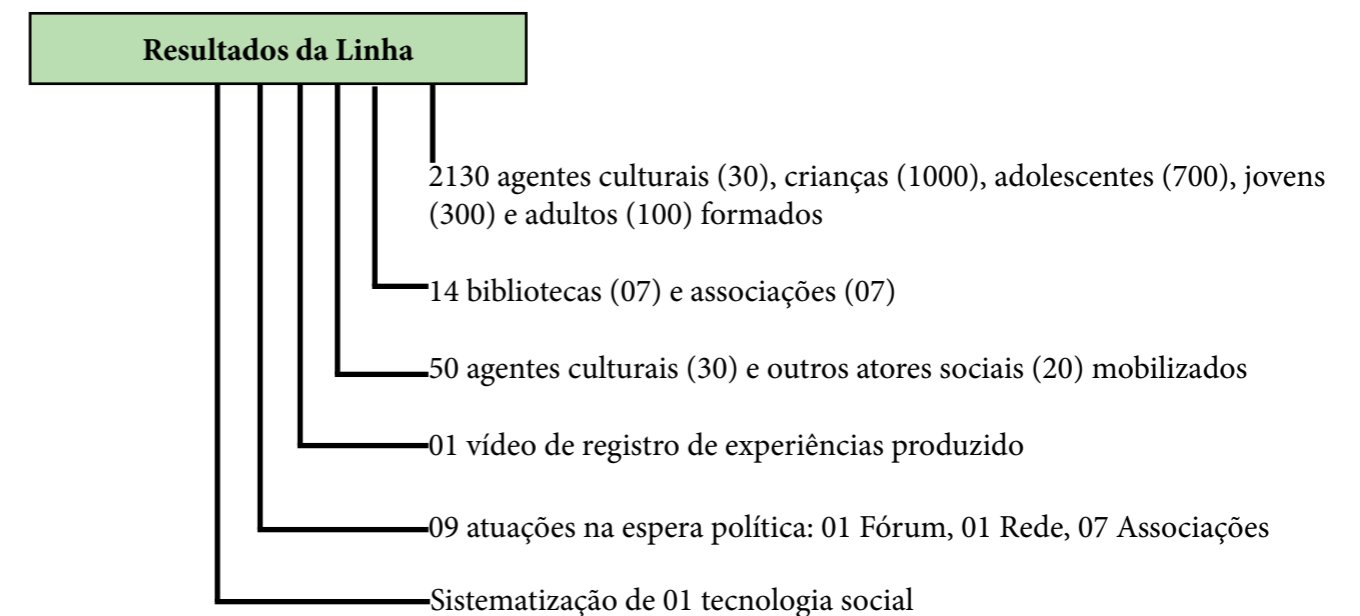 Resultados da Linha
2130 agentes culturais (30), crianças (1000), adolescentes (700), jovens
(300) e adultos (100) formados
14 bibliotecas (07) e associações (07)
50 agentes culturais (30) e outros atores sociais (20) mobilizados
01 vídeo de registro de experiências produzido
09 atuações na espera política: 01 Fórum, 01 Rede, 07 Associações
Sistematização de 01 tecnologia social